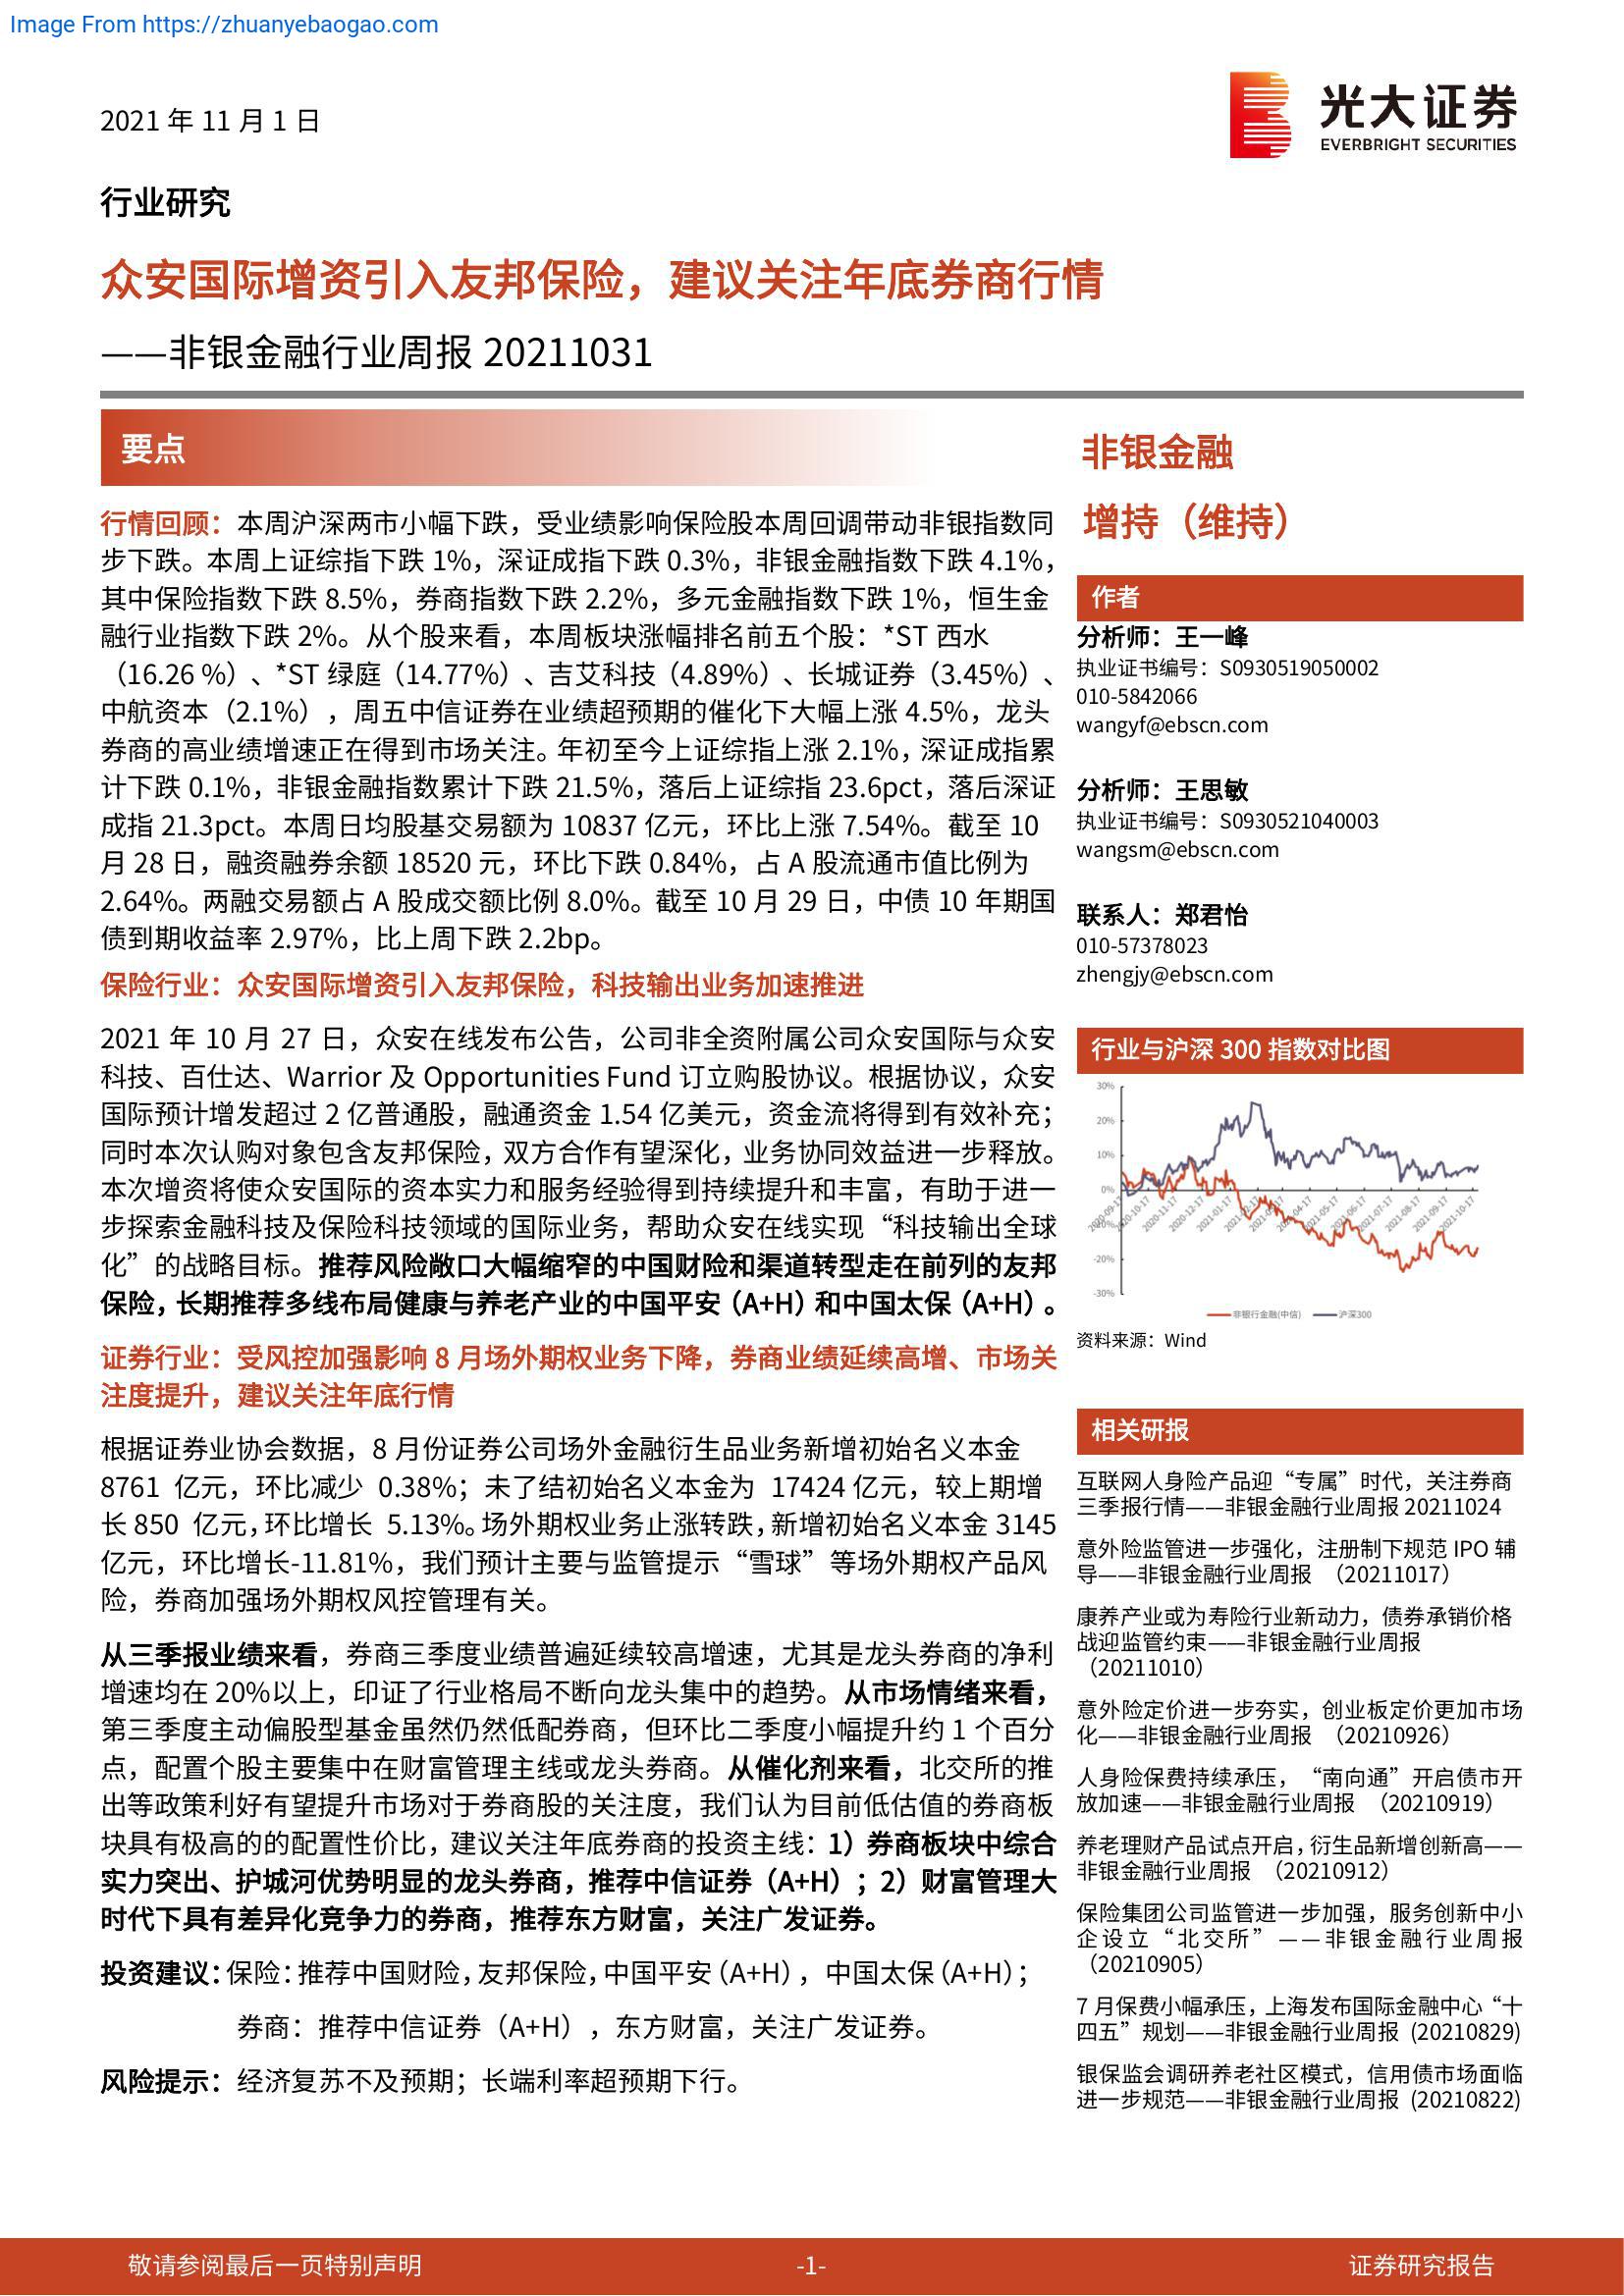 Image From https://zhuanyebaogao.com
2021 年 11 月 1 日
光大证券
EVERBRIGHT SECURITIES
行业研究
众安国际增资引入友邦保险，建议关注年底券商行情
——非银金融行业周报 20211031
要点
行情回顾：本周沪深两市小幅下跌，受业绩影响保险股本周回调带动非银指数同
步下跌。本周上证综指下跌 1%，深证成指下跌 0.3%，非银金融指数下跌 4.1%，
其中保险指数下跌 8.5%，券商指数下跌 2.2%，多元金融指数下跌 1%，恒生金
融行业指数下跌 2%。从个股来看，本周板块涨幅排名前五个股：*ST 西水
（16.26 %）、*ST 绿庭（14.77%）、吉艾科技（4.89%）、长城证券（3.45%）、
中航资本（2.1%），周五中信证券在业绩超预期的催化下大幅上涨 4.5%，龙头
券商的高业绩增速正在得到市场关注。年初至今上证综指上涨 2.1%，深证成指累
计下跌 0.1%，非银金融指数累计下跌 21.5%，落后上证综指 23.6pct，落后深证
成指 21.3pct。本周日均股基交易额为 10837 亿元，环比上涨 7.54%。截至 10
月 28 日，融资融券余额 18520 元，环比下跌 0.84%，占 A 股流通市值比例为
2.64%。两融交易额占 A 股成交额比例 8.0%。截至 10 月 29 日，中债 10 年期国
债到期收益率 2.97%，比上周下跌 2.2bp。
保险行业：众安国际增资引入友邦保险，科技输出业务加速推进
2021 年 10 月 27 日，众安在线发布公告，公司非全资附属公司众安国际与众安
科技、百仕达、Warrior 及 Opportunities Fund 订立购股协议。根据协议，众安
国际预计增发超过 2 亿普通股，融通资金 1.54 亿美元，资金流将得到有效补充；
同时本次认购对象包含友邦保险，双方合作有望深化，业务协同效益进一步释放。
本次增资将使众安国际的资本实力和服务经验得到持续提升和丰富，有助于进一
步探索金融科技及保险科技领域的国际业务，帮助众安在线实现“科技输出全球
化”的战略目标。推荐风险敞口大幅缩窄的中国财险和渠道转型走在前列的友邦
保险，长期推荐多线布局健康与养老产业的中国平安（A+H）和中国太保（A+H）。
证券行业：受风控加强影响 8 月场外期权业务下降，券商业绩延续高增、市场关
注度提升，建议关注年底行情
根据证券业协会数据，8 月份证券公司场外金融衍生品业务新增初始名义本金
8761 亿元，环比减少 0.38%；未了结初始名义本金为 17424 亿元，较上期增
长 850 亿元，环比增长 5.13%。场外期权业务止涨转跌，新增初始名义本金 3145
亿元，环比增长-11.81%，我们预计主要与监管提示“雪球”等场外期权产品风
险，券商加强场外期权风控管理有关。
从三季报业绩来看，券商三季度业绩普遍延续较高增速，尤其是龙头券商的净利
增速均在 20%以上，印证了行业格局不断向龙头集中的趋势。从市场情绪来看，
第三季度主动偏股型基金虽然仍然低配券商，但环比二季度小幅提升约 1 个百分
点，配置个股主要集中在财富管理主线或龙头券商。从催化剂来看，北交所的推
出等政策利好有望提升市场对于券商股的关注度，我们认为目前低估值的券商板
块具有极高的的配置性价比，建议关注年底券商的投资主线：1）券商板块中综合
实力突出、护城河优势明显的龙头券商，推荐中信证券（A+H）；2）财富管理大
时代下具有差异化竞争力的券商，推荐东方财富，关注广发证券。
投资建议：保险：推荐中国财险，友邦保险，中国平安（A+H），中国太保（A+H）；
券商：推荐中信证券（A+H），东方财富，关注广发证券。
风险提示：经济复苏不及预期；长端利率超预期下行。
非银金融
增持（维持）
作者
分析师：王一峰
执业证书编号：S0930519050002
010-5842066
wangyf@ebscn.com
分析师：王思敏
执业证书编号：S0930521040003
wangsm@ebscn.com
联系人：郑君怡
010-57378023
zhengjy@ebscn.com
行业与沪深 300 指数对比图
30%
20%
10%
0%
-10%
-20%
-30%
2020-09-17
2020-10-17
2020-11-17
2020-12-17
2021-01-17
2021-02-17
2021-03-17
2021-04-17
2021-05-17
2021-06-17
2021-07-17
2021-08-17
2021-09-17
2021-10-17
非银行金融(中信)
沪深300
资料来源：Wind
相关研报
互联网人身险产品迎“专属”时代，关注券商
三季报行情——非银金融行业周报 20211024
意外险监管进一步强化，注册制下规范 IPO 辅
导——非银金融行业周报 （20211017）
康养产业或为寿险行业新动力，债券承销价格
战迎监管约束——非银金融行业周报
（20211010）
意外险定价进一步夯实，创业板定价更加市场
化——非银金融行业周报 （20210926）
人身险保费持续承压，“南向通”开启债市开
放加速——非银金融行业周报 （20210919）
养老理财产品试点开启，衍生品新增创新高——
非银金融行业周报 （20210912）
保险集团公司监管进一步加强，服务创新中小
企设立“北交所”——非银金融行业周报
（20210905）
7 月保费小幅承压，上海发布国际金融中心“十
四五”规划——非银金融行业周报 (20210829)
银保监会调研养老社区模式，信用债市场面临
进一步规范——非银金融行业周报 (20210822)
敬请参阅最后一页特别声明
-1-
证券研究报告